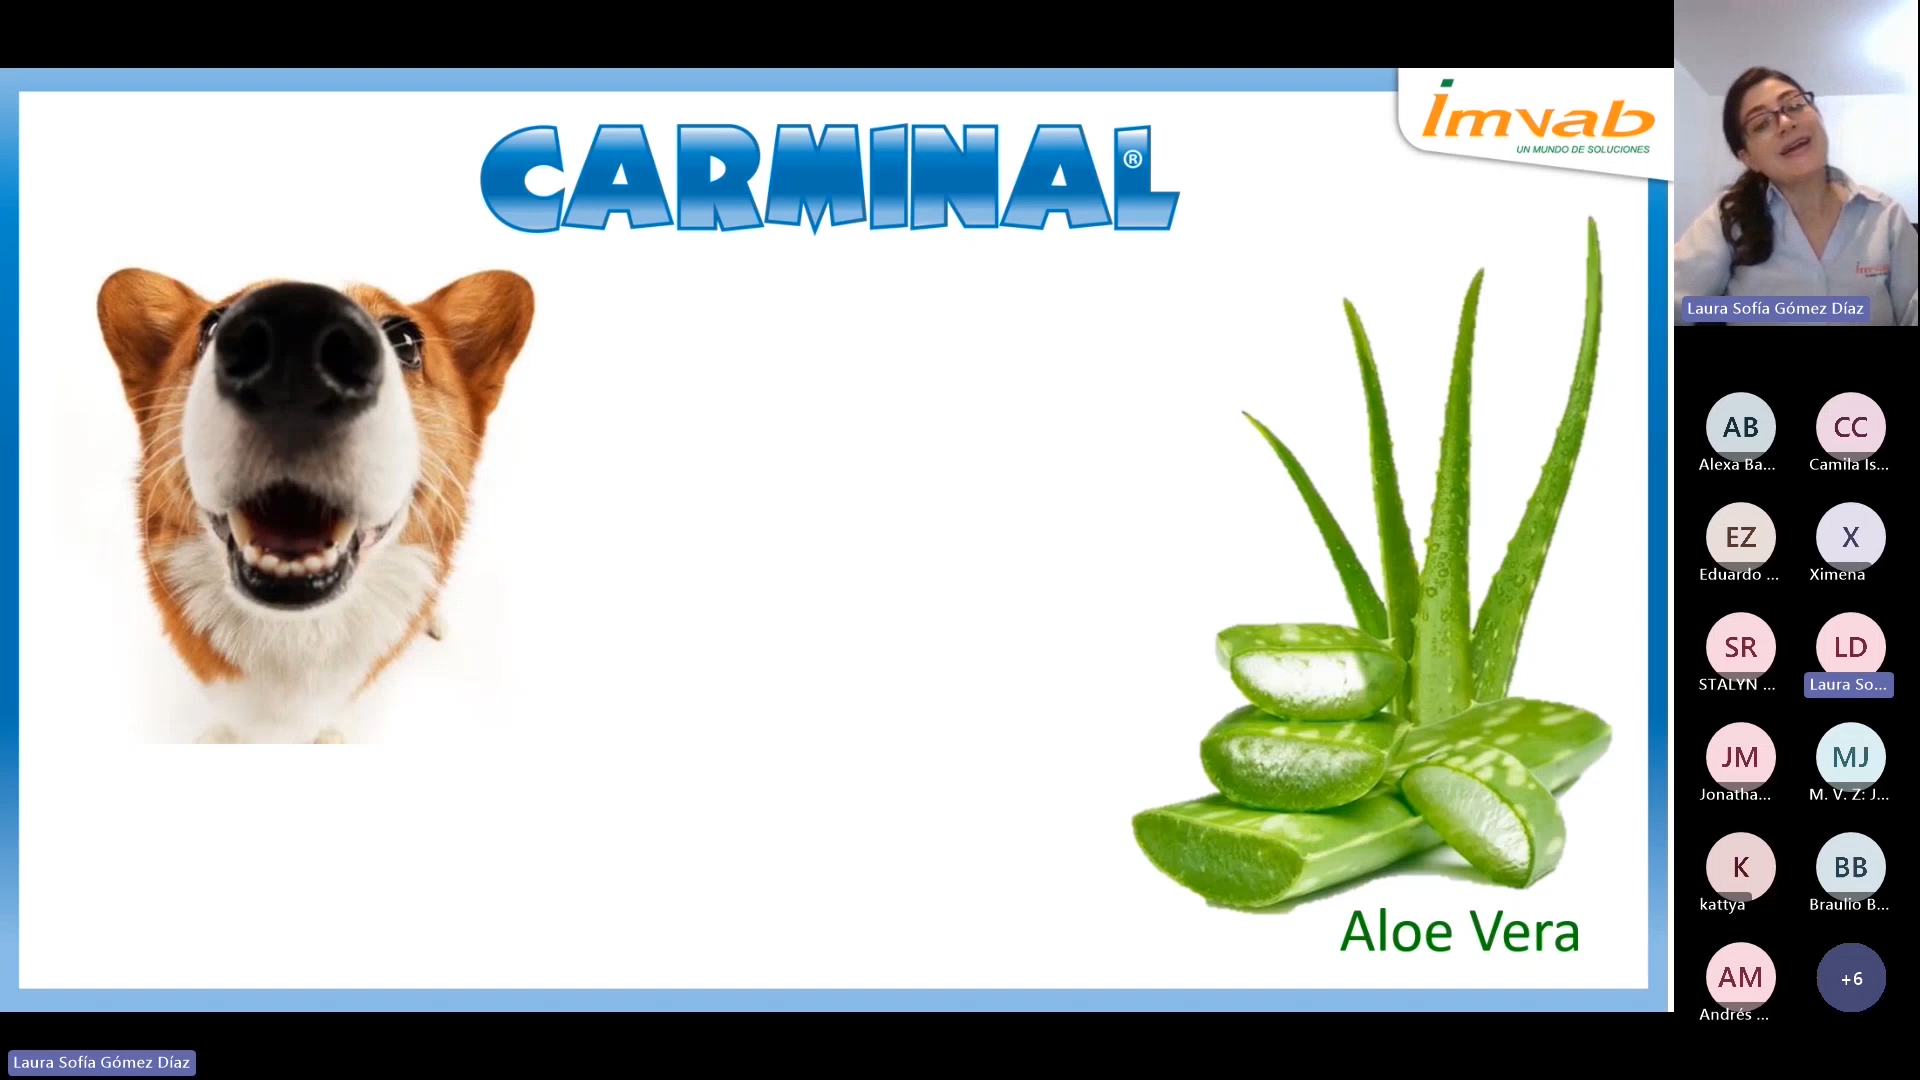 CARMINAL®
imvab
UN MUNDO DE SOLUCIONES
Aloe Vera
Laura Sofía Gómez Díaz
AB
Alexa Ba...
CC
Camila Is...
EZ
Eduardo ...
X
Ximena
SR
STALYN ...
LD
Laura So...
JM
Jonatha...
MJ
M. V. Z: J...
K
kattya
BB
Braulio B...
AM
Andrés ...
+6
Laura Sofía Gómez Díaz